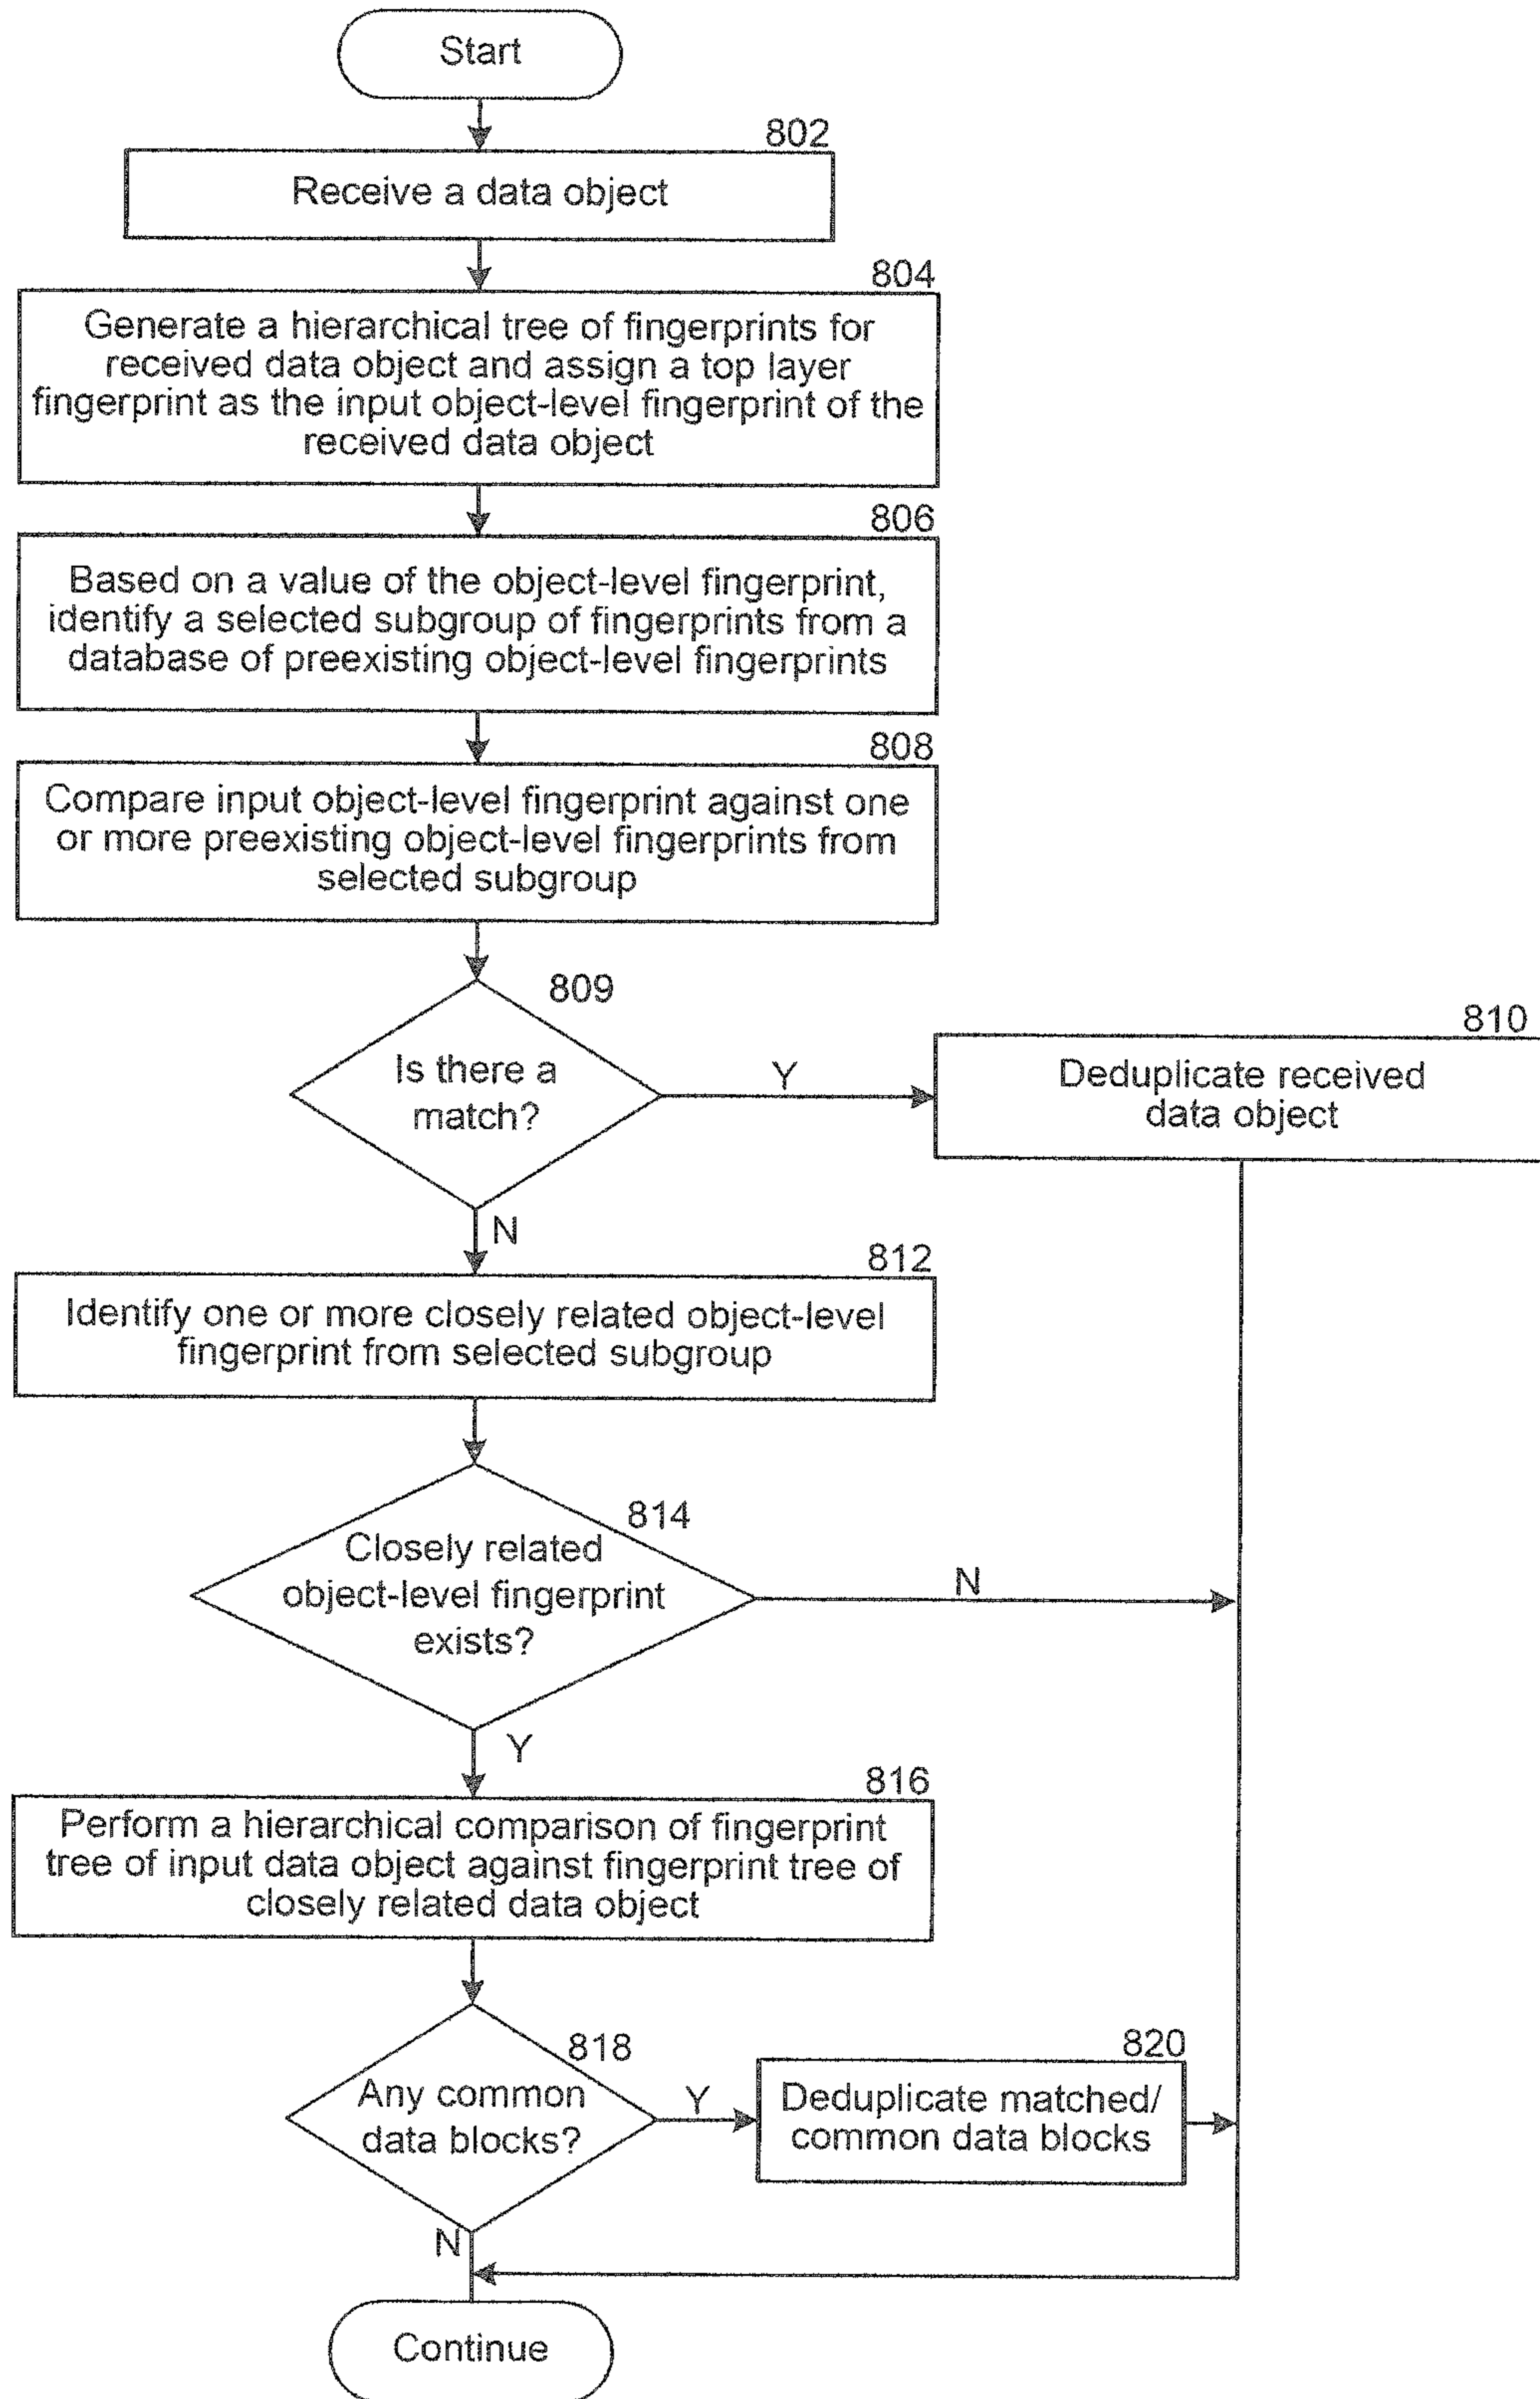 Start
802
Receive a data object
804
Generate a hierarchical tree of fingerprints for
received data object and assign a top layer
fingerprint as the input object-level fingerprint of the
received data object
806
Based on a value of the object-level fingerprint,
identify a selected subgroup of fingerprints from a
database of preexisting object-level fingerprints
808
Compare input object-level fingerprint against one
or more preexisting object-level fingerprints from
selected subgroup
809
Is there a
match?
Y
810
Deduplicate received
data object
N
812
Identify one or more closely related object-level
fingerprint from selected subgroup
814
Closely related
object-level fingerprint
exists?
N
Y
816
Perform a hierarchical comparison of fingerprint
tree of input data object against fingerprint tree of
closely related data object
818
Any common
data blocks?
Y
820
Deduplicate matched/
common data blocks
N
Continue